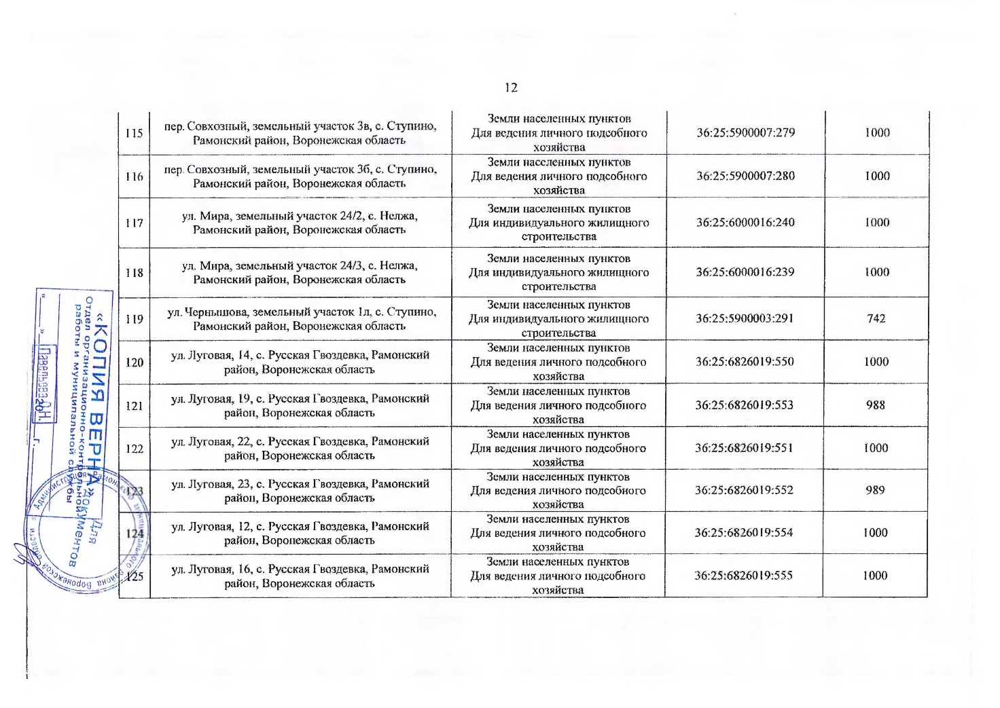 12
115
пер. Совхозный, земельный участок 3в, с. Ступино,
Рамонский район, Воронежская область
Земли населенных пунктов
Для ведения личного подсобного
хозяйства
36:25:5900007:279
1000
116
пер. Совхозный, земельный участок 3б, с. Ступино,
Рамонский район, Воронежская область
Земли населенных пунктов
Для ведения личного подсобного
хозяйства
36:25:5900007:280
1000
117
ул. Мира, земельный участок 24/2, с. Нелжа,
Рамонский район, Воронежская область
Земли населенных пунктов
Для индивидуального жилищного
строительства
36:25:6000016:240
1000
118
ул. Мира, земельный участок 24/3, с. Нелжа,
Рамонский район, Воронежская область
Земли населенных пунктов
Для индивидуального жилищного
строительства
36:25:6000016:239
1000
119
ул. Чернышова, земельный участок 1л, с. Ступино,
Рамонский район, Воронежская область
Земли населенных пунктов
Для индивидуального жилищного
строительства
36:25:5900003:291
742
120
ул. Луговая, 14, с. Русская Гвоздевка, Рамонский
район, Воронежская область
Земли населенных пунктов
Для ведения личного подсобного
хозяйства
36:25:6826019:550
1000
121
ул. Луговая, 19, с. Русская Гвоздевка, Рамонский
район, Воронежская область
Земли населенных пунктов
Для ведения личного подсобного
хозяйства
36:25:6826019:553
988
122
ул. Луговая, 22, с. Русская Гвоздевка, Рамонский
район, Воронежская область
Земли населенных пунктов
Для ведения личного подсобного
хозяйства
36:25:6826019:551
1000
123
ул. Луговая, 23, с. Русская Гвоздевка, Рамонский
район, Воронежская область
Земли населенных пунктов
Для ведения личного подсобного
хозяйства
36:25:6826019:552
989
124
ул. Луговая, 12, с. Русская Гвоздевка, Рамонский
район, Воронежская область
Земли населенных пунктов
Для ведения личного подсобного
хозяйства
36:25:6826019:554
1000
125
ул. Луговая, 16, с. Русская Гвоздевка, Рамонский
район, Воронежская область
Земли населенных пунктов
Для ведения личного подсобного
хозяйства
36:25:6826019:555
1000
«КОПИЯ ВЕРНА»
Отдел организационно-контрольной
работы и муниципальной службы
« » 20 г.
Администрация Рамонского муниципального района Воронежской области
Для
документов